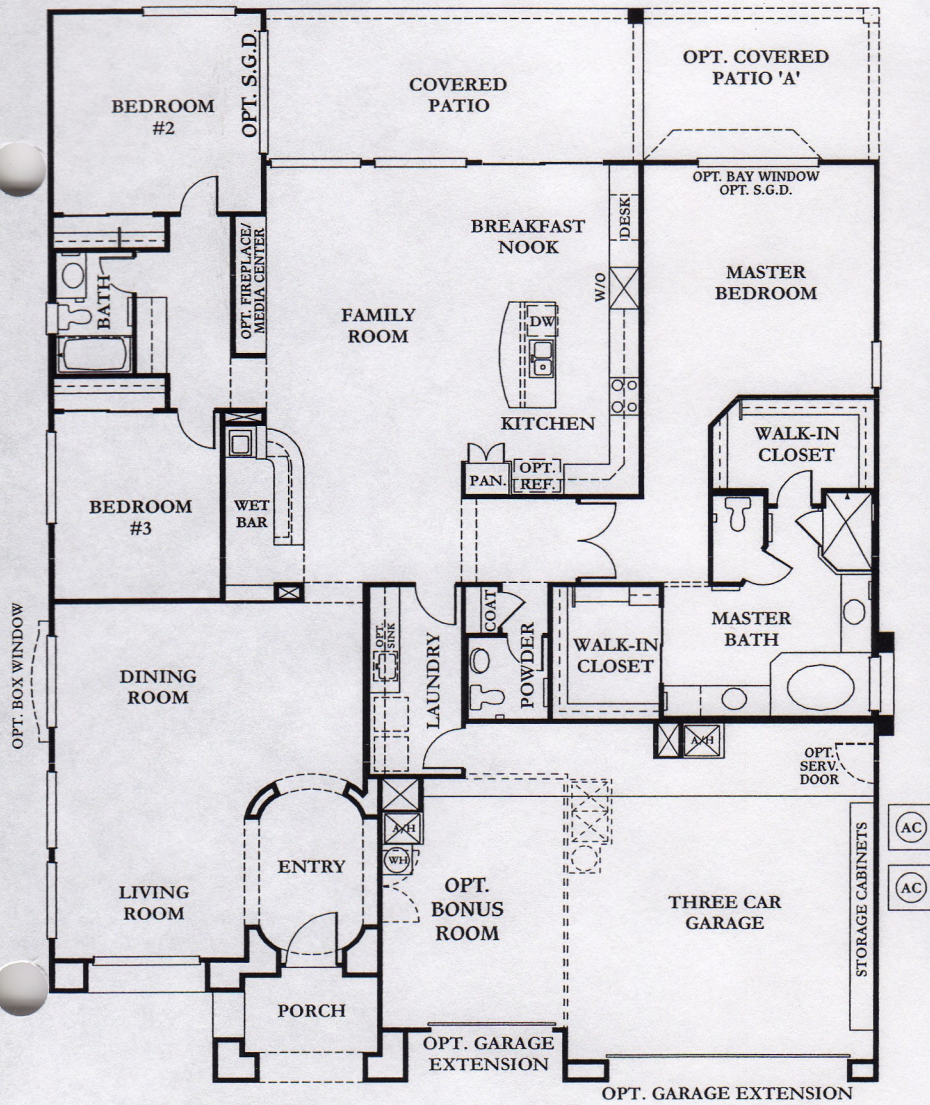 OPT. COVERED
PATIO 'A'
COVERED
PATIO
BEDROOM
#2
OPT. S.G.D.
OPT. BAY WINDOW
OPT. S.G.D.
DESK
BREAKFAST
NOOK
W/O
MASTER
BEDROOM
OPT. FIREPLACE/
MEDIA CENTER
BATH
FAMILY
ROOM
DW
KITCHEN
WALK-IN
CLOSET
PAN.
OPT.
REF.
BEDROOM
#3
WET
BAR
COAT
OPT.
SINK
LAUNDRY
POWDER
WALK-IN
CLOSET
MASTER
BATH
OPT. BOX WINDOW
DINING
ROOM
A/H
OPT.
SERV.
DOOR
A/H
WH
ENTRY
LIVING
ROOM
OPT.
BONUS
ROOM
THREE CAR
GARAGE
STORAGE CABINETS
AC
AC
PORCH
OPT. GARAGE
EXTENSION
OPT. GARAGE EXTENSION